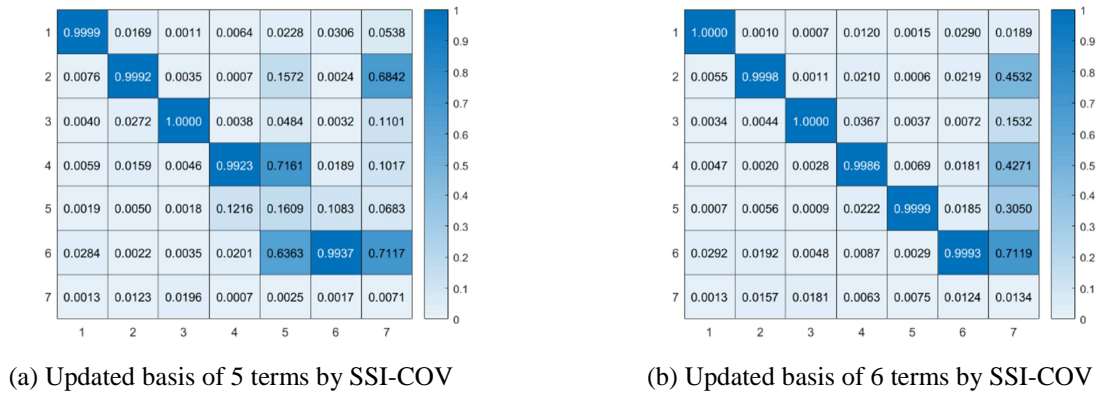 1 0.9999 0.0169 0.0011 0.0064 0.0228 0.0306 0.0538
2 0.0076 0.9992 0.0035 0.0007 0.1572 0.0024 0.6842
3 0.0040 0.0272 1.0000 0.0038 0.0484 0.0032 0.1101
4 0.0059 0.0159 0.0046 0.9923 0.7161 0.0189 0.1017
5 0.0019 0.0050 0.0018 0.1216 0.1609 0.1083 0.0683
6 0.0284 0.0022 0.0035 0.0201 0.6363 0.9937 0.7117
7 0.0013 0.0123 0.0196 0.0007 0.0025 0.0017 0.0071
1 2 3 4 5 6 7
1
0.9
0.8
0.7
0.6
0.5
0.4
0.3
0.2
0.1
0
(a) Updated basis of 5 terms by SSI-COV
1 1.0000 0.0010 0.0007 0.0120 0.0015 0.0290 0.0189
2 0.0055 0.9998 0.0011 0.0210 0.0006 0.0219 0.4532
3 0.0034 0.0044 1.0000 0.0367 0.0037 0.0072 0.1532
4 0.0047 0.0020 0.0028 0.9986 0.0069 0.0181 0.4271
5 0.0007 0.0056 0.0009 0.0222 0.9999 0.0185 0.3050
6 0.0292 0.0192 0.0048 0.0087 0.0029 0.9993 0.7119
7 0.0013 0.0157 0.0181 0.0063 0.0075 0.0124 0.0134
1 2 3 4 5 6 7
1
0.9
0.8
0.7
0.6
0.5
0.4
0.3
0.2
0.1
0
(b) Updated basis of 6 terms by SSI-COV